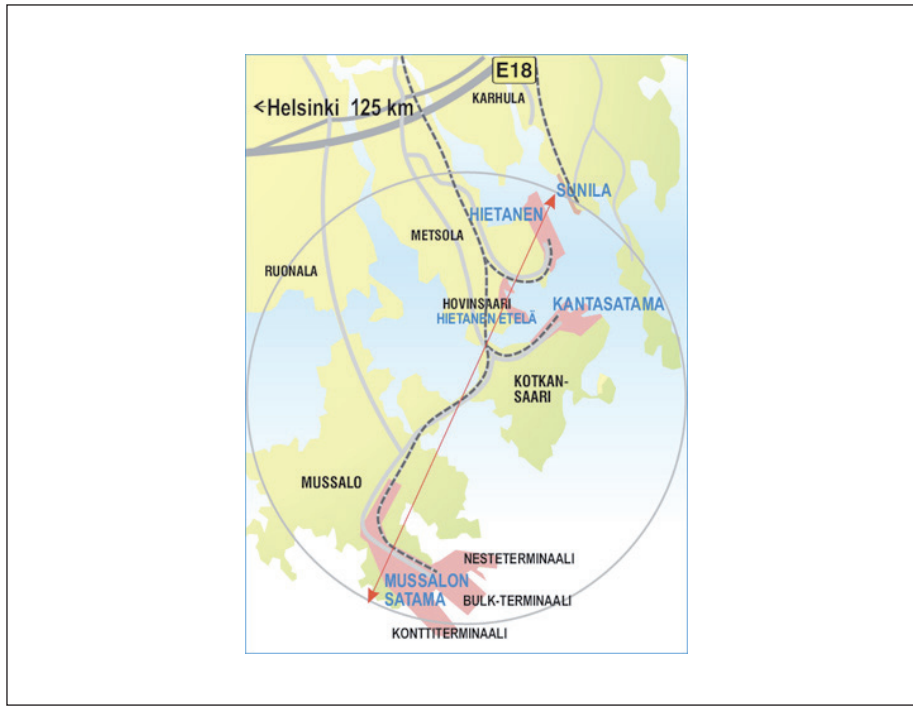 E18
KARHULA
<Helsinki 125 km
SUNILA
HIETANEN
METSOLA
RUONALA
HOVINSAARI
KANTASATAMA
HIETANEN ETELÄ
KOTKAN-
SAARI
MUSSALO
NESTETERMINAALI
MUSSALON
SATAMA
BULK-TERMINAALI
KONTTITERMINAALI